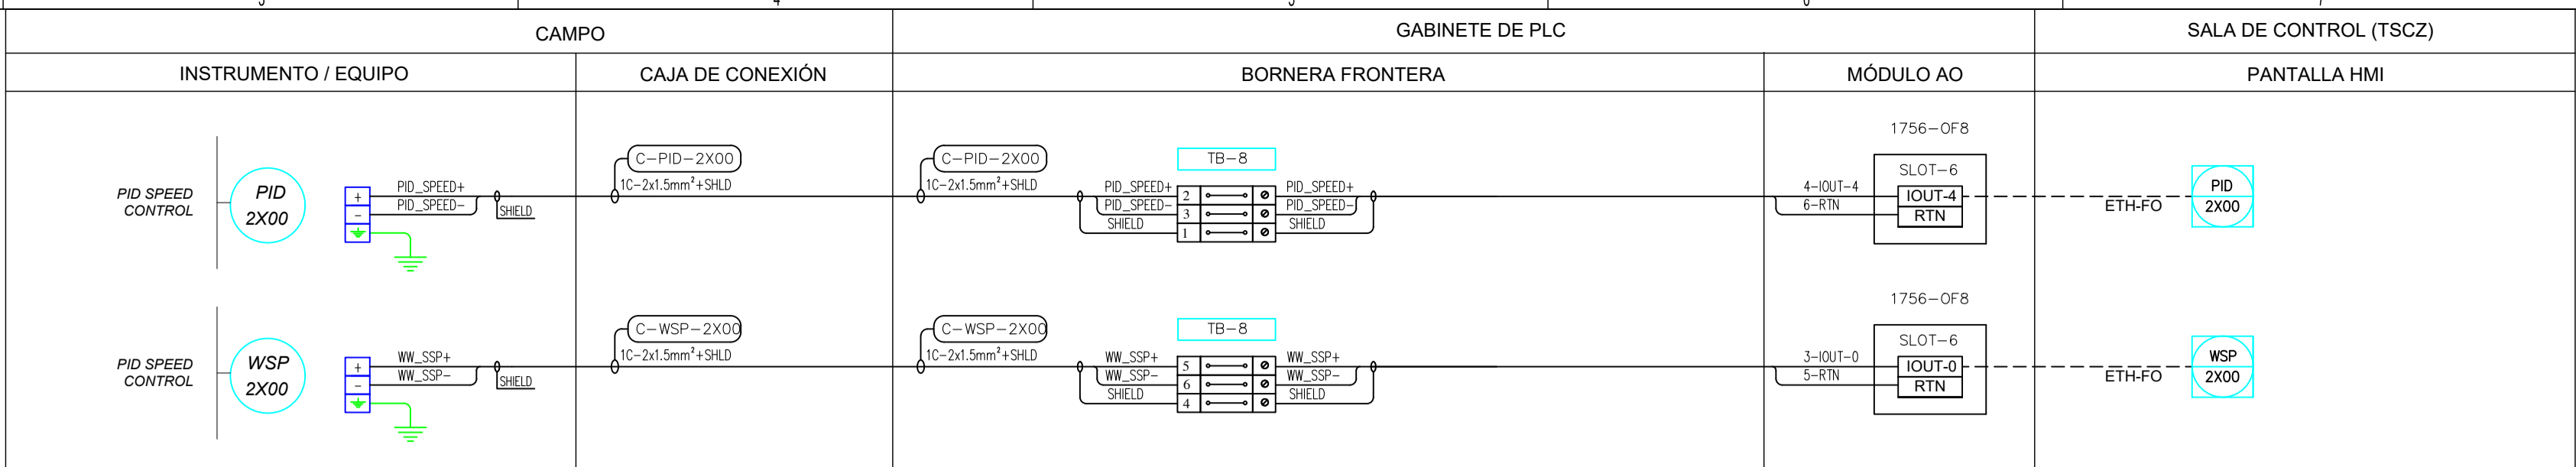 CAMPO
GABINETE DE PLC
SALA DE CONTROL (TSCZ)
INSTRUMENTO / EQUIPO
CAJA DE CONEXIÓN
BORNERA FRONTERA
MÓDULO AO
PANTALLA HMI
PID SPEED
CONTROL
PID
2X00
+
-
PID_SPEED+
PID_SPEED-
SHIELD
C-PID-2X00
1C-2x1.5mm²+SHLD
C-PID-2X00
1C-2x1.5mm²+SHLD
TB-8
PID_SPEED+
PID_SPEED-
SHIELD
2
3
1
PID_SPEED+
PID_SPEED-
SHIELD
4-IOUT-4
6-RTN
1756-OF8
SLOT-6
IOUT-4
RTN
ETH-FO
PID
2X00
PID SPEED
CONTROL
WSP
2X00
+
-
WW_SSP+
WW_SSP-
SHIELD
C-WSP-2X00
1C-2x1.5mm²+SHLD
C-WSP-2X00
1C-2x1.5mm²+SHLD
TB-8
WW_SSP+
WW_SSP-
SHIELD
5
6
4
WW_SSP+
WW_SSP-
SHIELD
3-IOUT-0
5-RTN
1756-OF8
SLOT-6
IOUT-0
RTN
ETH-FO
WSP
2X00